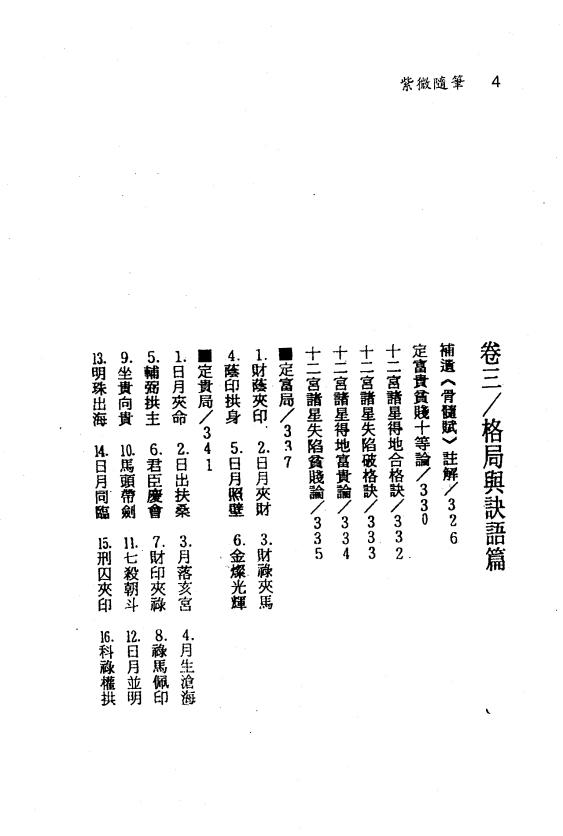 紫微隨筆 4
卷三／格局與訣語篇
補遺《骨髓賦》註解／326
定富貴貧賤十等論／330
十二宮諸星得地合格訣／332
十二宮諸星失陷破格訣／333
十二宮諸星得地富貴論／334
十二宮諸星失陷貧賤論／335
■定富局／337
1.財蔭夾印 2.日月夾財 3.財祿夾馬
4.蔭印拱身 5.日月照壁 6.金燦光輝
■定貴局／341
1.日月夾命 2.日出扶桑 3.月落亥宮 4.月生滄海
5.輔弼拱主 6.君臣慶會 7.財印夾祿 8.祿馬佩印
9.坐貴向貴 10.馬頭帶劍 11.七殺朝斗 12.日月並明
13.明珠出海 14.日月同臨 15.刑囚夾印 16.科祿權拱